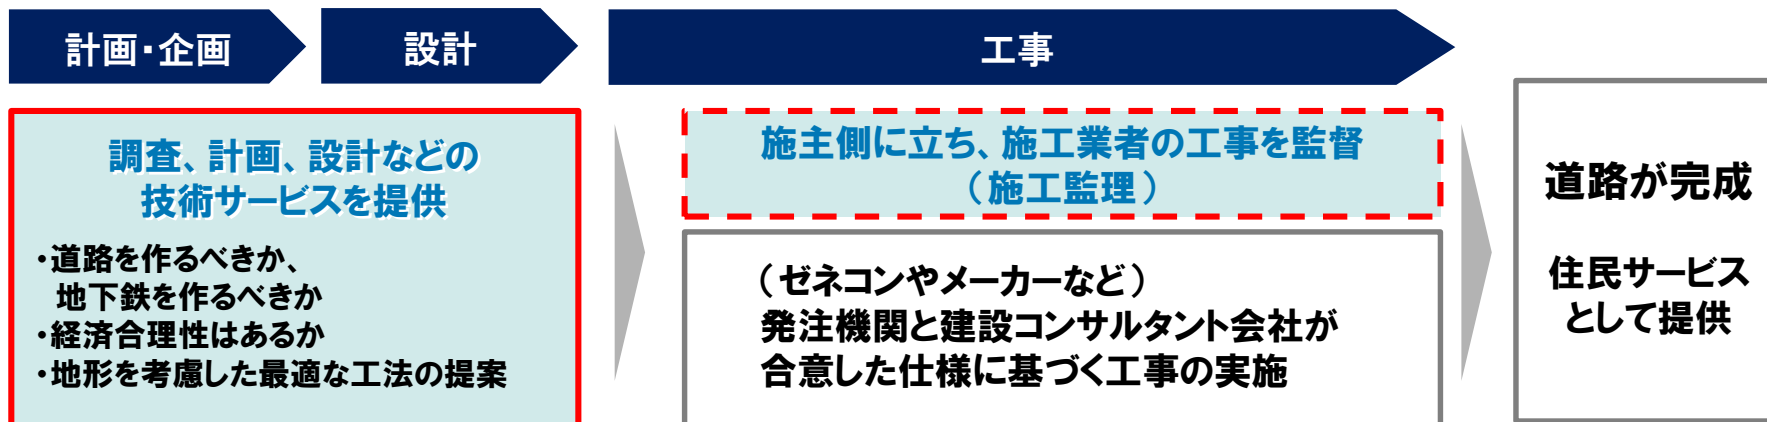 計画・企画
設計
工事
調査、計画、設計などの
技術サービスを提供
・道路を作るべきか、
地下鉄を作るべきか
・経済合理性はあるか
・地形を考慮した最適な工法の提案
施主側に立ち、施工業者の工事を監督
（施工監理）
（ゼネコンやメーカーなど）
発注機関と建設コンサルタント会社が
合意した仕様に基づく工事の実施
道路が完成
住民サービス
として提供